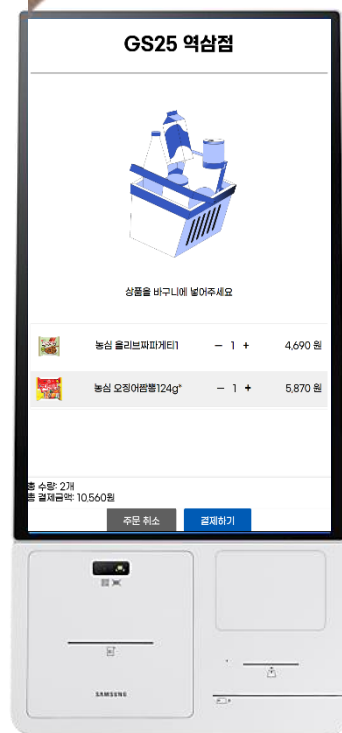 GS25 역삼점
상품을 바구니에 넣어주세요
농심 올리브짜파게티1 － 1 + 4,690 원
농심 오징어짬뽕124g* － 1 + 5,870 원
총 수량: 2개
총 결제금액: 10,560원
주문 취소 결제하기
SAMSUNG